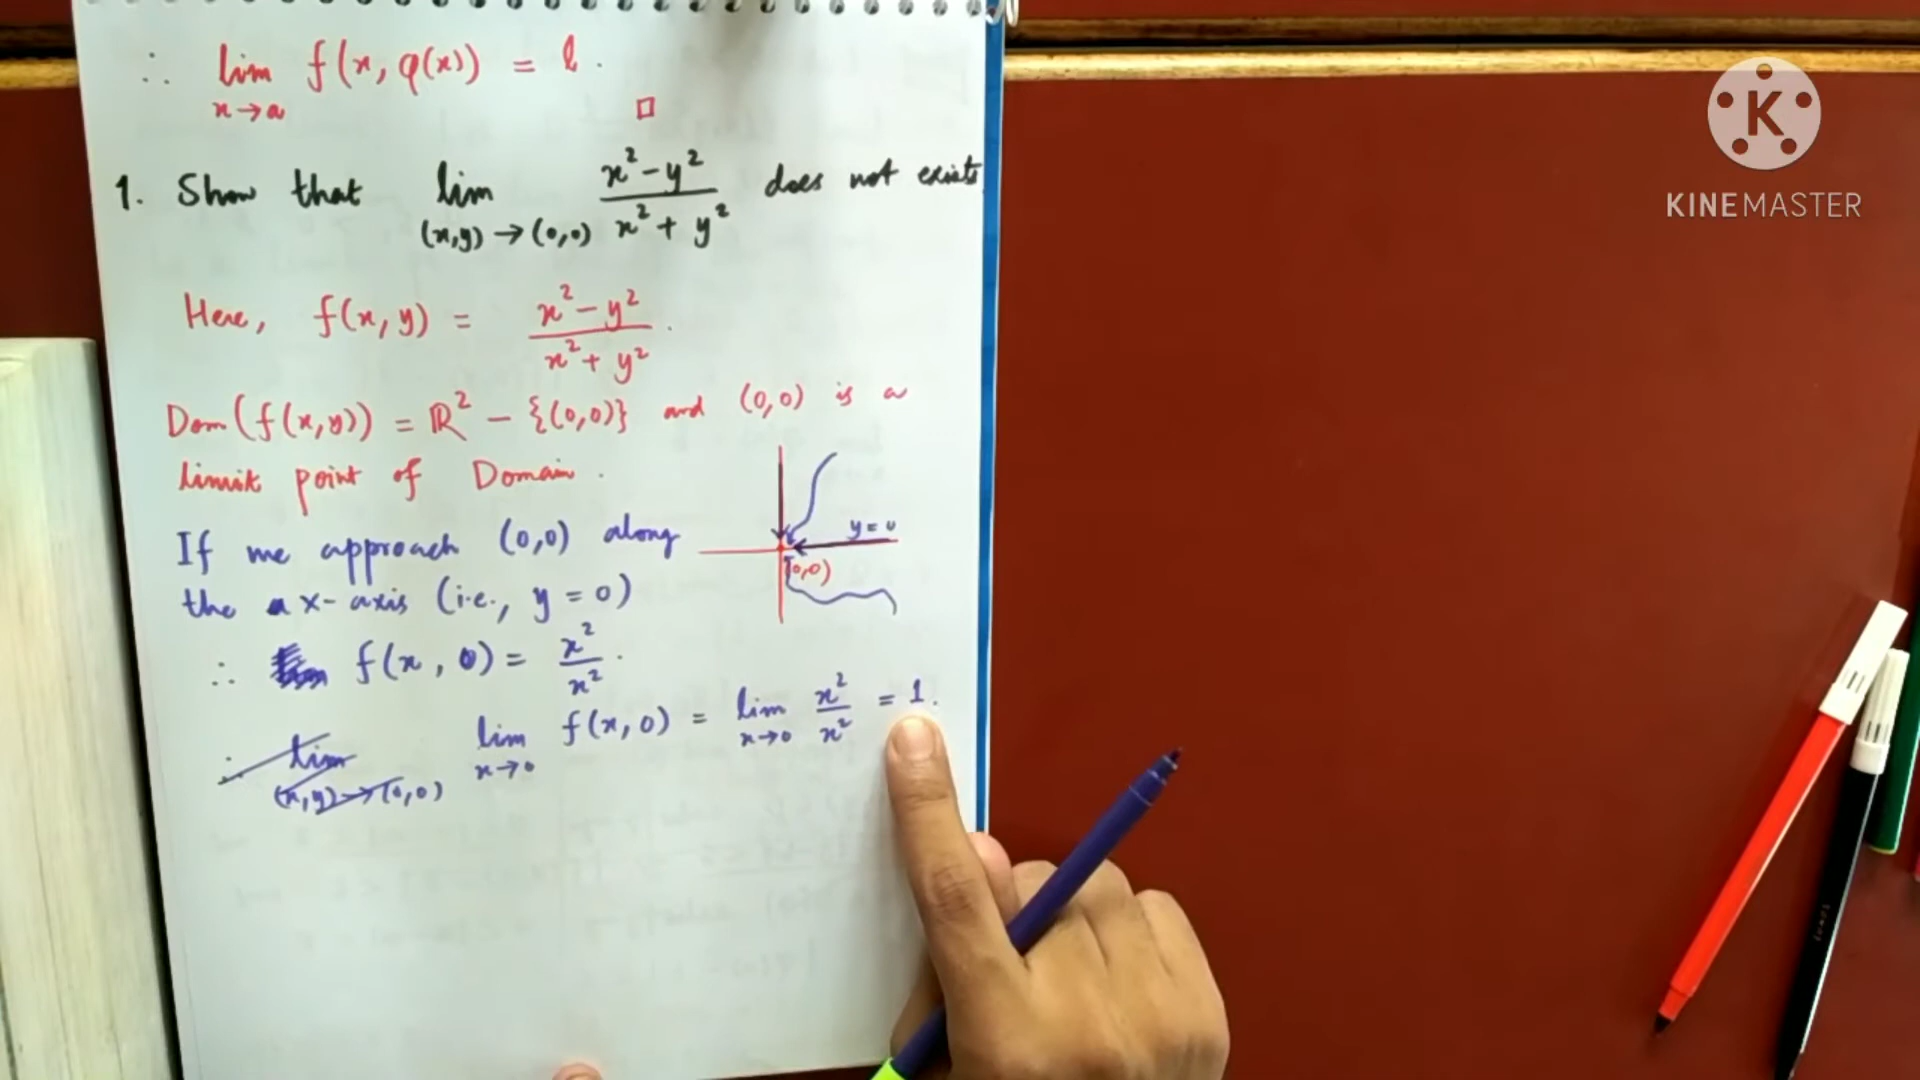 ∴ lim f(x, φ(x)) = l.
x→a
□
1. Show that lim x² - y² / x² + y² does not exists
(x,y) → (0,0)
Here, f(x, y) = x² - y² / x² + y².
Dom(f(x,y)) = ℝ² - {(0,0)} and (0,0) is a
limit point of Domain.
If we approach (0,0) along
y = 0
(0,0)
the x-axis (i.e., y = 0)
∴ f(x, 0) = x² / x².
lim f(x, 0) = lim x² / x² = 1.
x→0 x→0
∴ lim
(x,y)→(0,0)
K
KINEMASTER